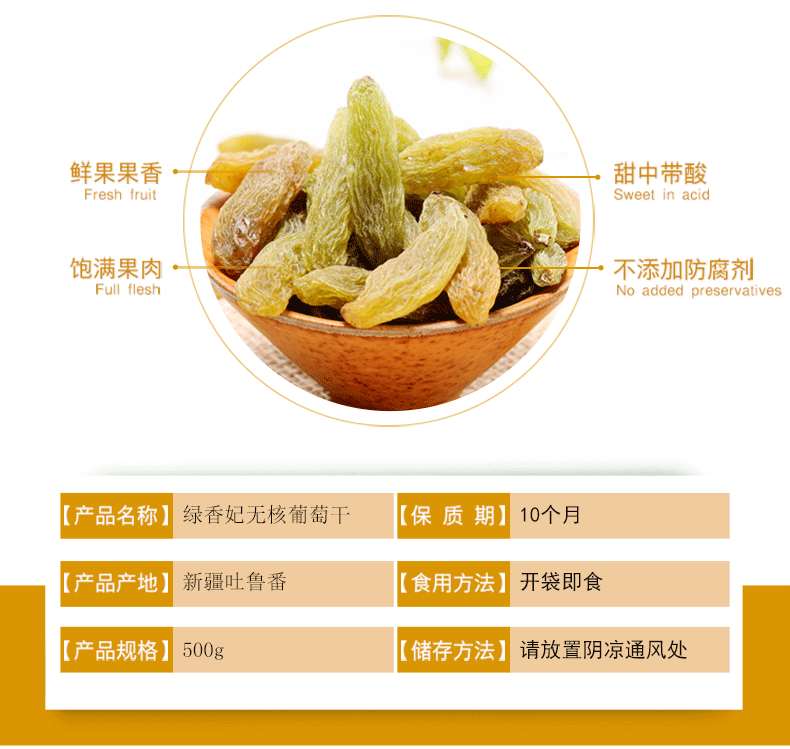 鲜果果香
Fresh fruit
甜中带酸
Sweet in acid
饱满果肉
Full flesh
不添加防腐剂
No added preservatives
【产品名称】 绿香妃无核葡萄干
【保 质 期】 10个月
【产品产地】 新疆吐鲁番
【食用方法】 开袋即食
【产品规格】 500g
【储存方法】 请放置阴凉通风处